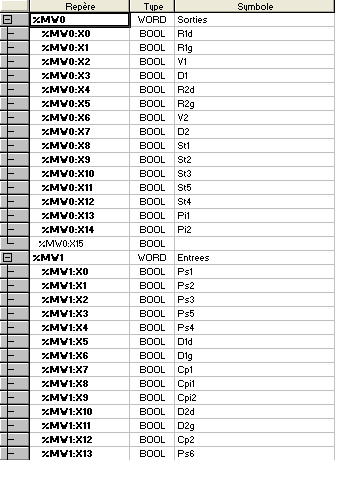 Repère Type Symbole
%MW0 WORD Sorties
%MW0:X0 BOOL R1d
%MW0:X1 BOOL R1g
%MW0:X2 BOOL V1
%MW0:X3 BOOL D1
%MW0:X4 BOOL R2d
%MW0:X5 BOOL R2g
%MW0:X6 BOOL V2
%MW0:X7 BOOL D2
%MW0:X8 BOOL St1
%MW0:X9 BOOL St2
%MW0:X10 BOOL St3
%MW0:X11 BOOL St5
%MW0:X12 BOOL St4
%MW0:X13 BOOL Pi1
%MW0:X14 BOOL Pi2
%MW0:X15 BOOL
%MW1 WORD Entrees
%MW1:X0 BOOL Ps1
%MW1:X1 BOOL Ps2
%MW1:X2 BOOL Ps3
%MW1:X3 BOOL Ps5
%MW1:X4 BOOL Ps4
%MW1:X5 BOOL D1d
%MW1:X6 BOOL D1g
%MW1:X7 BOOL Cp1
%MW1:X8 BOOL Cpi1
%MW1:X9 BOOL Cpi2
%MW1:X10 BOOL D2d
%MW1:X11 BOOL D2g
%MW1:X12 BOOL Cp2
%MW1:X13 BOOL Ps6